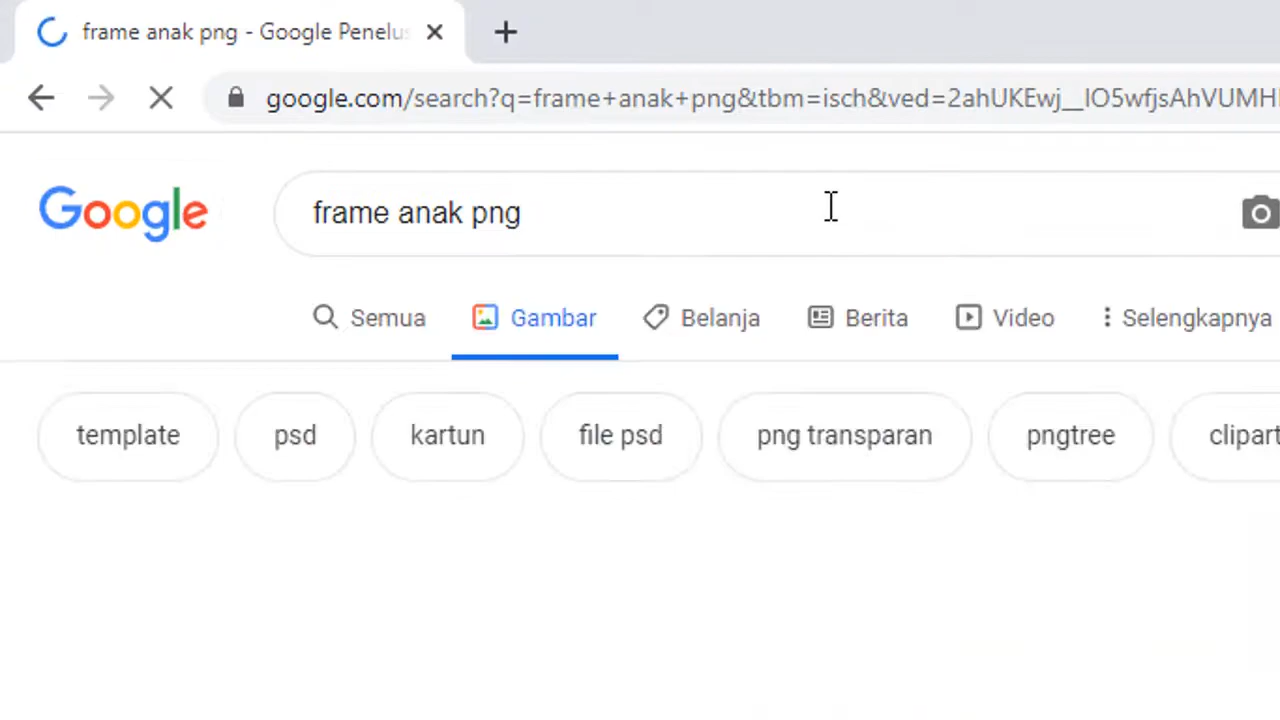 frame anak png - Google Penelus
google.com/search?q=frame+anak+png&tbm=isch&ved=2ahUKEwj__IO5wfjsAhVUMH
Google
frame anak png
Semua Gambar Belanja Berita Video Selengkapnya
template psd kartun file psd png transparan pngtree clipart